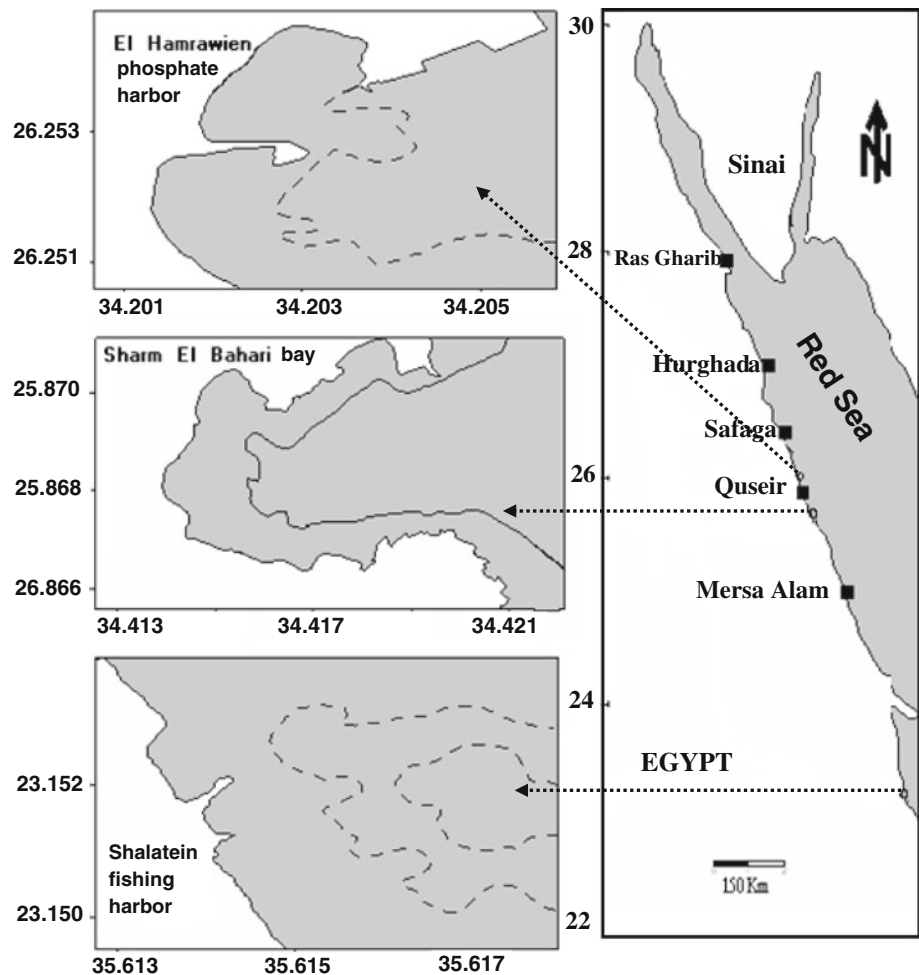 El Hamrawien
phosphate
harbor
26.253
26.251
34.201 34.203 34.205
Sharm El Bahari bay
25.870
25.868
26.866
34.413 34.417 34.421
Shalatein
fishing
harbor
23.152
23.150
35.613 35.615 35.617
30
28
26
24
22
N
Sinai
Ras Gharib
Red Sea
Hurghada
Safaga
Quseir
Mersa Alam
EGYPT
150 Km